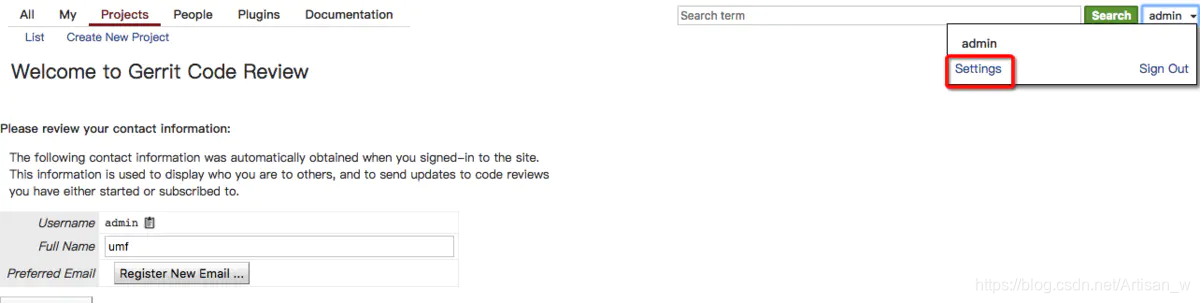 All My Projects People Plugins Documentation
Search term Search admin
List Create New Project
admin
Settings Sign Out
Welcome to Gerrit Code Review
Please review your contact information:
The following contact information was automatically obtained when you signed-in to the site.
This information is used to display who you are to others, and to send updates to code reviews
you have either started or subscribed to.
Username admin
Full Name umf
Preferred Email Register New Email ...
https://blog.csdn.net/Artisan_w